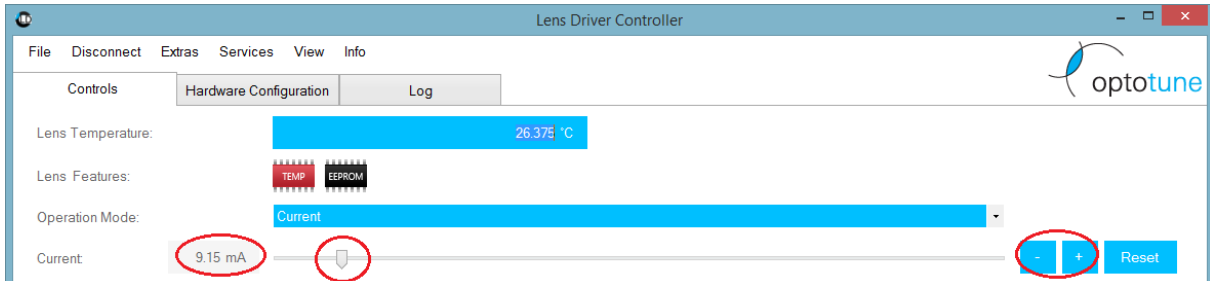 Lens Driver Controller
File Disconnect Extras Services View Info
optotune
Controls Hardware Configuration Log
Lens Temperature: 26.375 °C
Lens Features: TEMP EEPROM
Operation Mode: Current
Current: 9.15 mA - + Reset